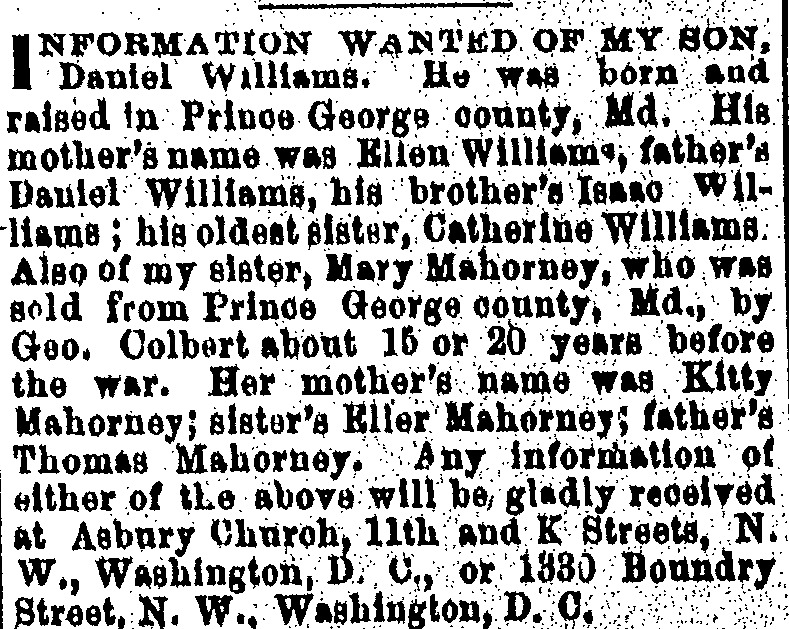 INFORMATION WANTED OF MY SON,
Daniel Williams. He was born and
raised in Prince George county, Md. His
mother's name was Ellen Williams, father's
Daniel Williams, his brother's Isaac Wil-
liams; his oldest sister, Catherine Williams.
Also of my sister, Mary Mahorney, who was
sold from Prince George county, Md., by
Geo. Colbert about 15 or 20 years before
the war. Her mother's name was Kitty
Mahorney; sister's Eller Mahorney; father's
Thomas Mahorney. Any information of
either of the above will be gladly received
at Asbury Church, 11th and K Streets, N.
W., Washington, D. C., or 1330 Boundry
Street, N. W., Washington, D. C.